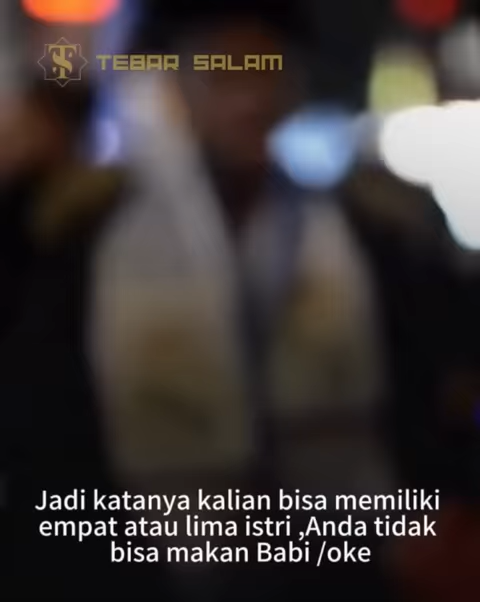 TEBAR SALAM
Jadi katanya kalian bisa memiliki
empat atau lima istri ,Anda tidak
bisa makan Babi /oke